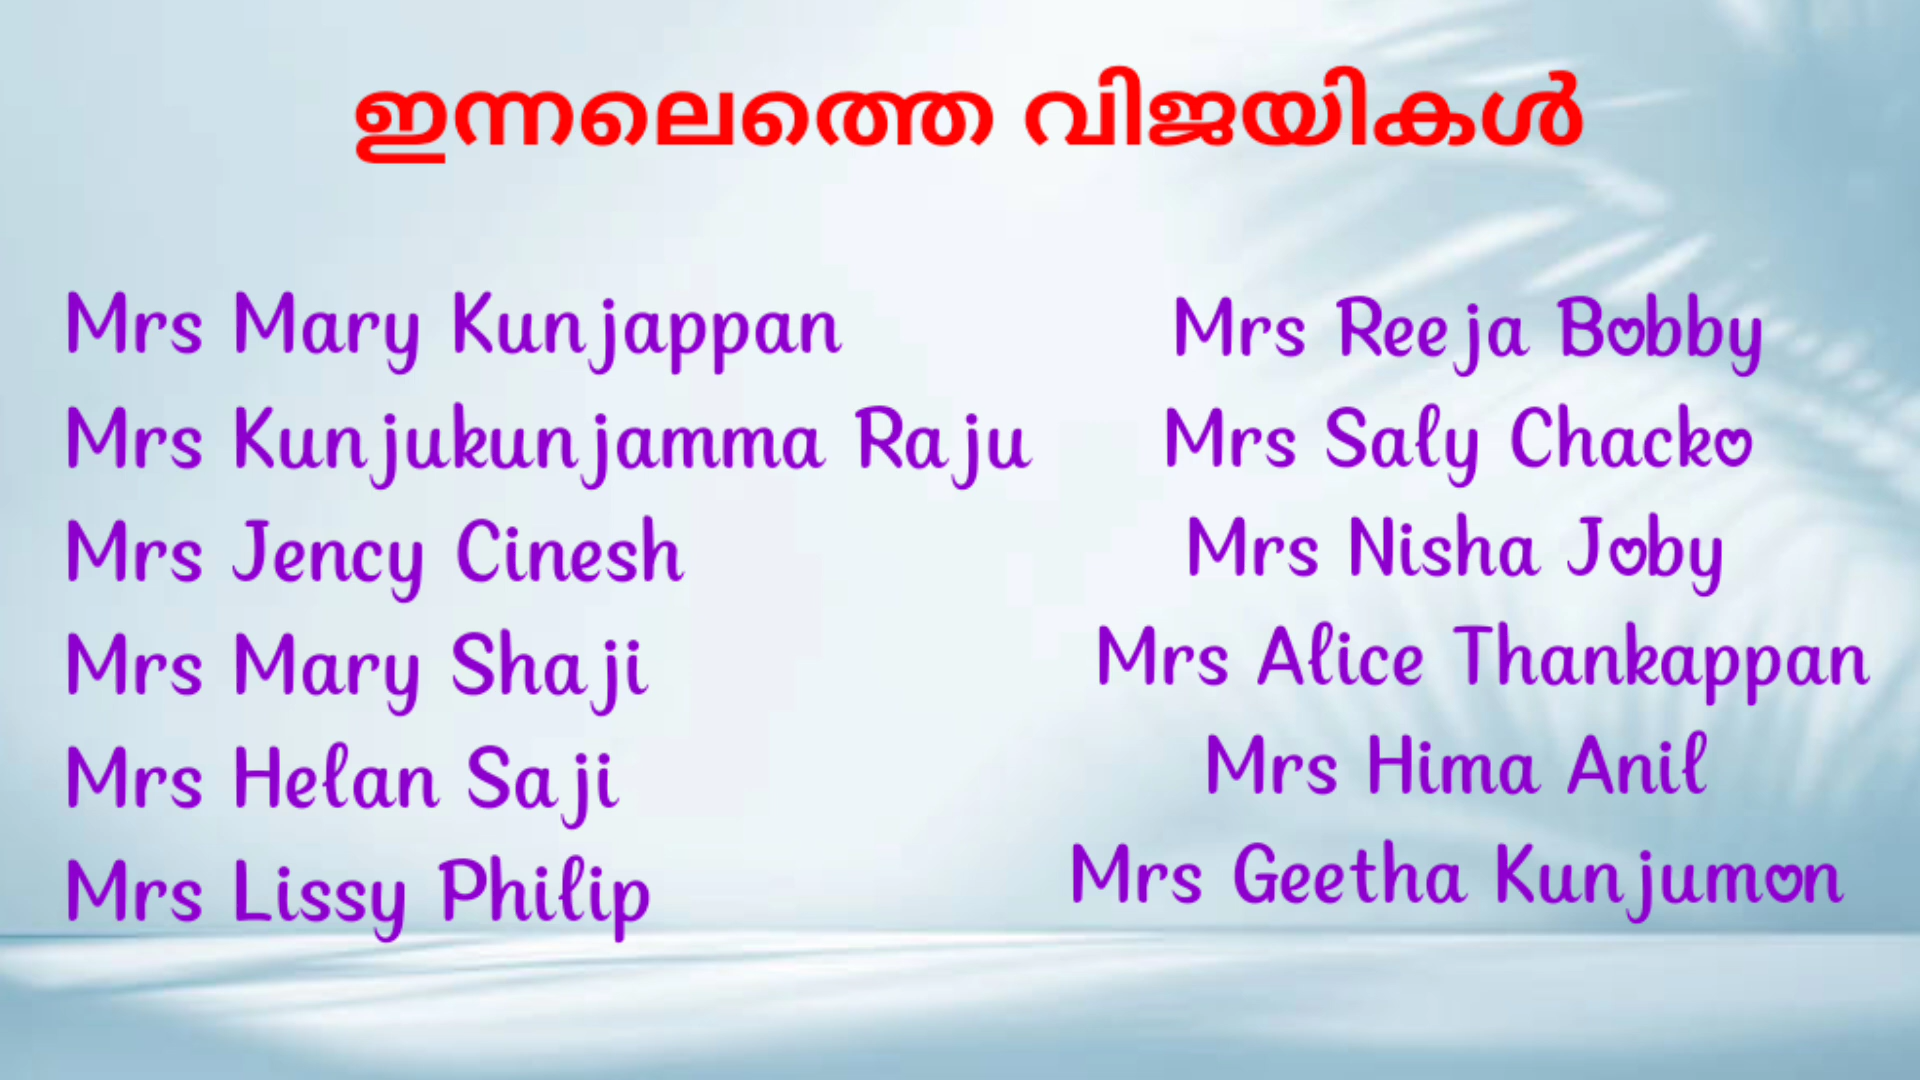 ഇന്നലെത്തെ വിജയികൾ
Mrs Mary Kunjappan
Mrs Kunjukunjamma Raju
Mrs Jency Cinesh
Mrs Mary Shaji
Mrs Helan Saji
Mrs Lissy Philip
Mrs Reeja Bobby
Mrs Saly Chacko
Mrs Nisha Joby
Mrs Alice Thankappan
Mrs Hima Anil
Mrs Geetha Kunjumon